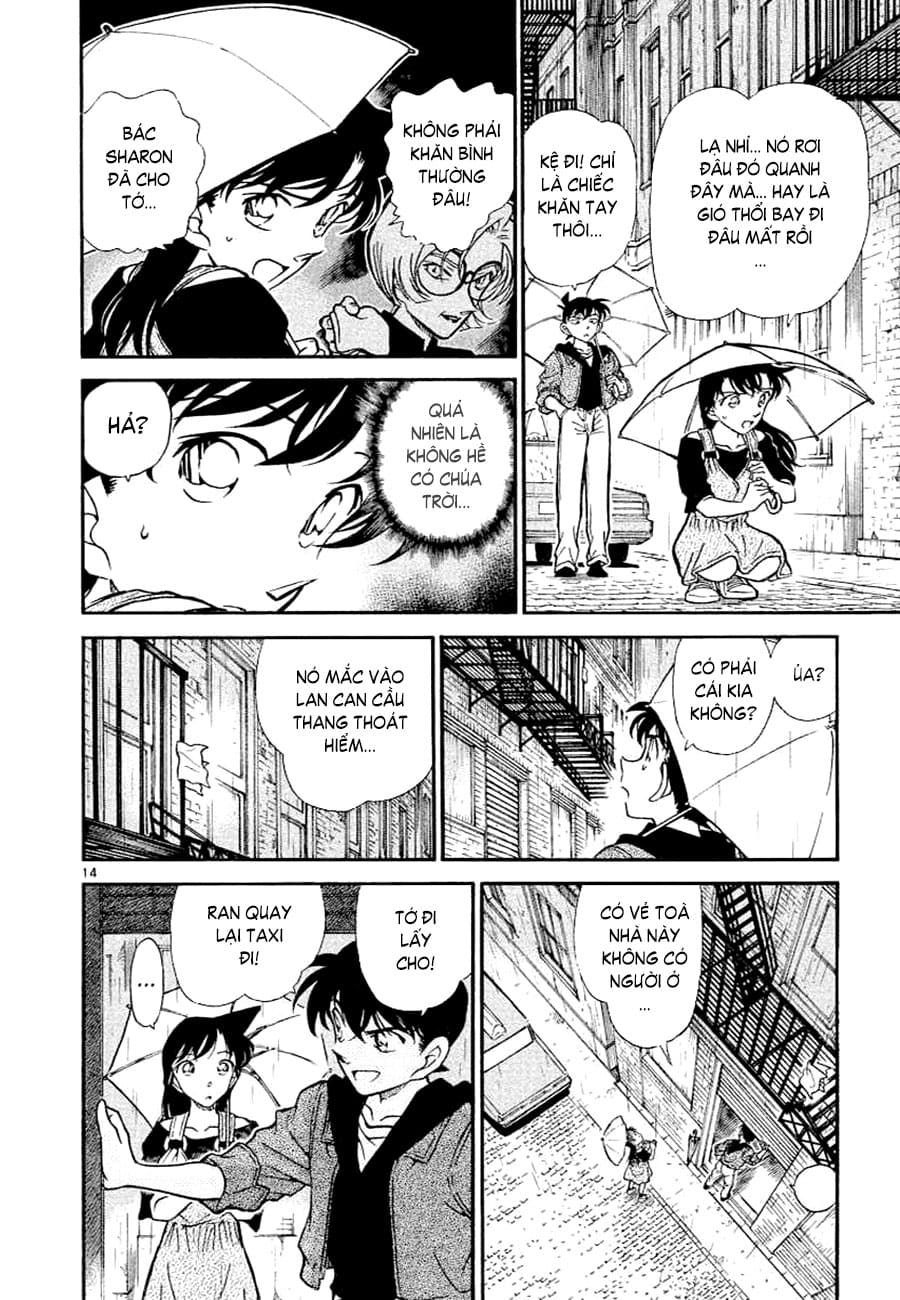 LẠ NHỈ... NÓ RƠI
ĐÂU ĐÓ QUANH
ĐÂY MÀ... HAY LÀ
GIÓ THỔI BAY ĐI
ĐÂU MẤT RỒI
...
KỆ ĐI! CHỈ
LÀ CHIẾC
KHĂN TAY
THÔI...
KHÔNG PHẢI
KHĂN BÌNH
THƯỜNG
ĐÂU!
BÁC
SHARON
ĐÃ CHO
TỚ...
QUẢ
NHIÊN LÀ
KHÔNG HỀ
CÓ CHÚA
TRỜI...
HẢ?
ỦA?
CÓ PHẢI
CÁI KIA
KHÔNG?
NÓ MẮC VÀO
LAN CAN CẦU
THANG THOÁT
HIỂM...
14
CÓ VẺ TOÀ
NHÀ NÀY
KHÔNG CÓ
NGƯỜI Ở
...
TỚ ĐI
LẤY
CHO!
RAN QUAY
LẠI TAXI
ĐI!
...